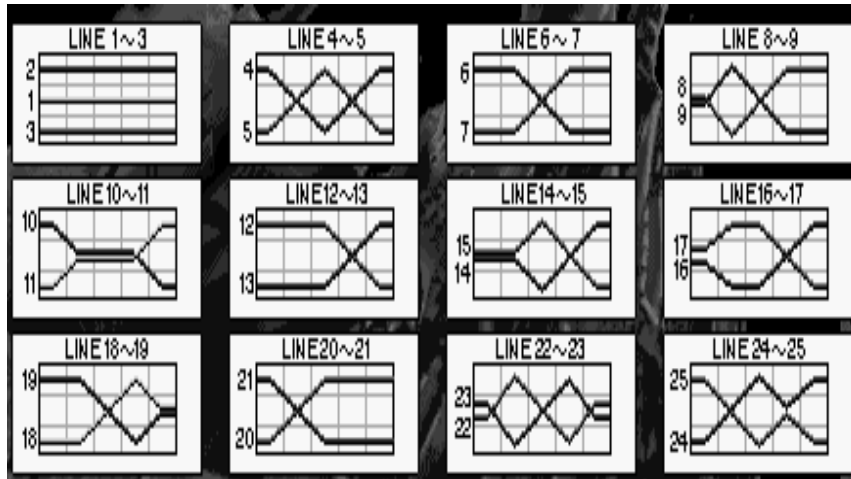 LINE 1~3
2
1
3
LINE 4~5
4
5
LINE 6~7
6
7
LINE 8~9
8
9
LINE 10~11
10
11
LINE 12~13
12
13
LINE 14~15
15
14
LINE 16~17
17
16
LINE 18~19
19
18
LINE 20~21
21
20
LINE 22~23
23
22
LINE 24~25
25
24